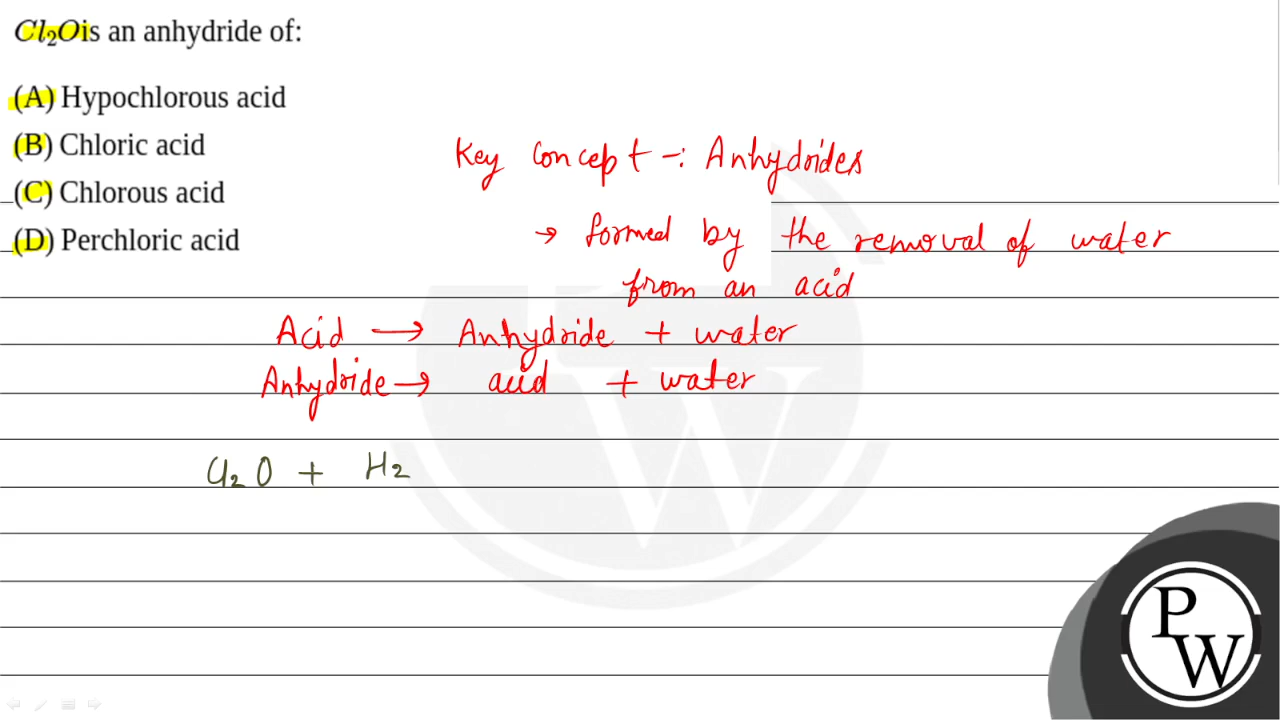 Cl₂O is an anhydride of:
(A) Hypochlorous acid
(B) Chloric acid
(C) Chlorous acid
(D) Perchloric acid
Key Concept -: Anhydrides
→ formed by the removal of water
from an acid
Acid → Anhydride + water
Anhydride → acid + water
Cl₂O + H₂
P
W